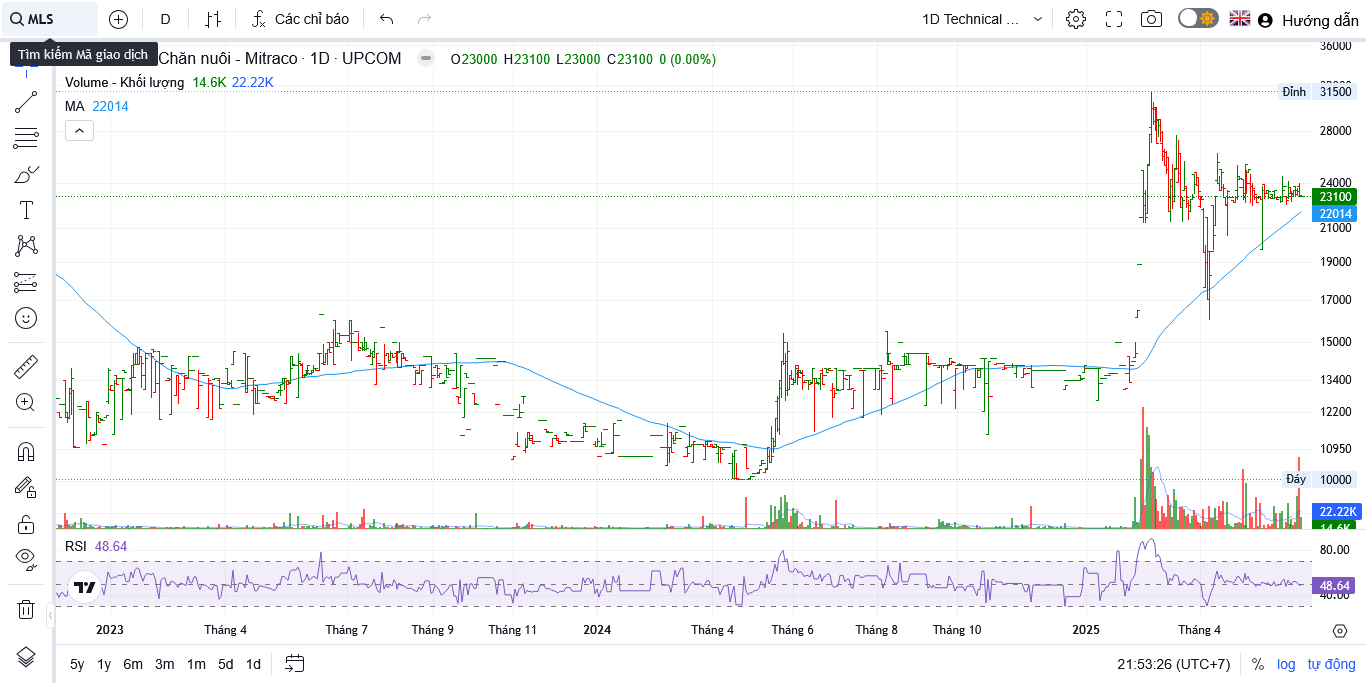 MLS
D
Các chỉ báo
1D Technical ...
Hướng dẫn
Tìm kiếm Mã giao dịch
Chăn nuôi - Mitraco · 1D · UPCOM
O23000 H23100 L23000 C23100 0 (0.00%)
Volume - Khối lượng 14.6K 22.22K
MA 22014
36000
Đỉnh 31500
28000
24000
23100
22014
21000
19000
17000
15000
13400
12200
10950
Đáy 10000
22.22K
14.6K
RSI 48.64
80.00
48.64
40.00
2023 Tháng 4 Tháng 7 Tháng 9 Tháng 11 2024 Tháng 4 Tháng 6 Tháng 8 Tháng 10 2025 Tháng 4
5y 1y 6m 3m 1m 5d 1d
21:53:26 (UTC+7) % log tự động